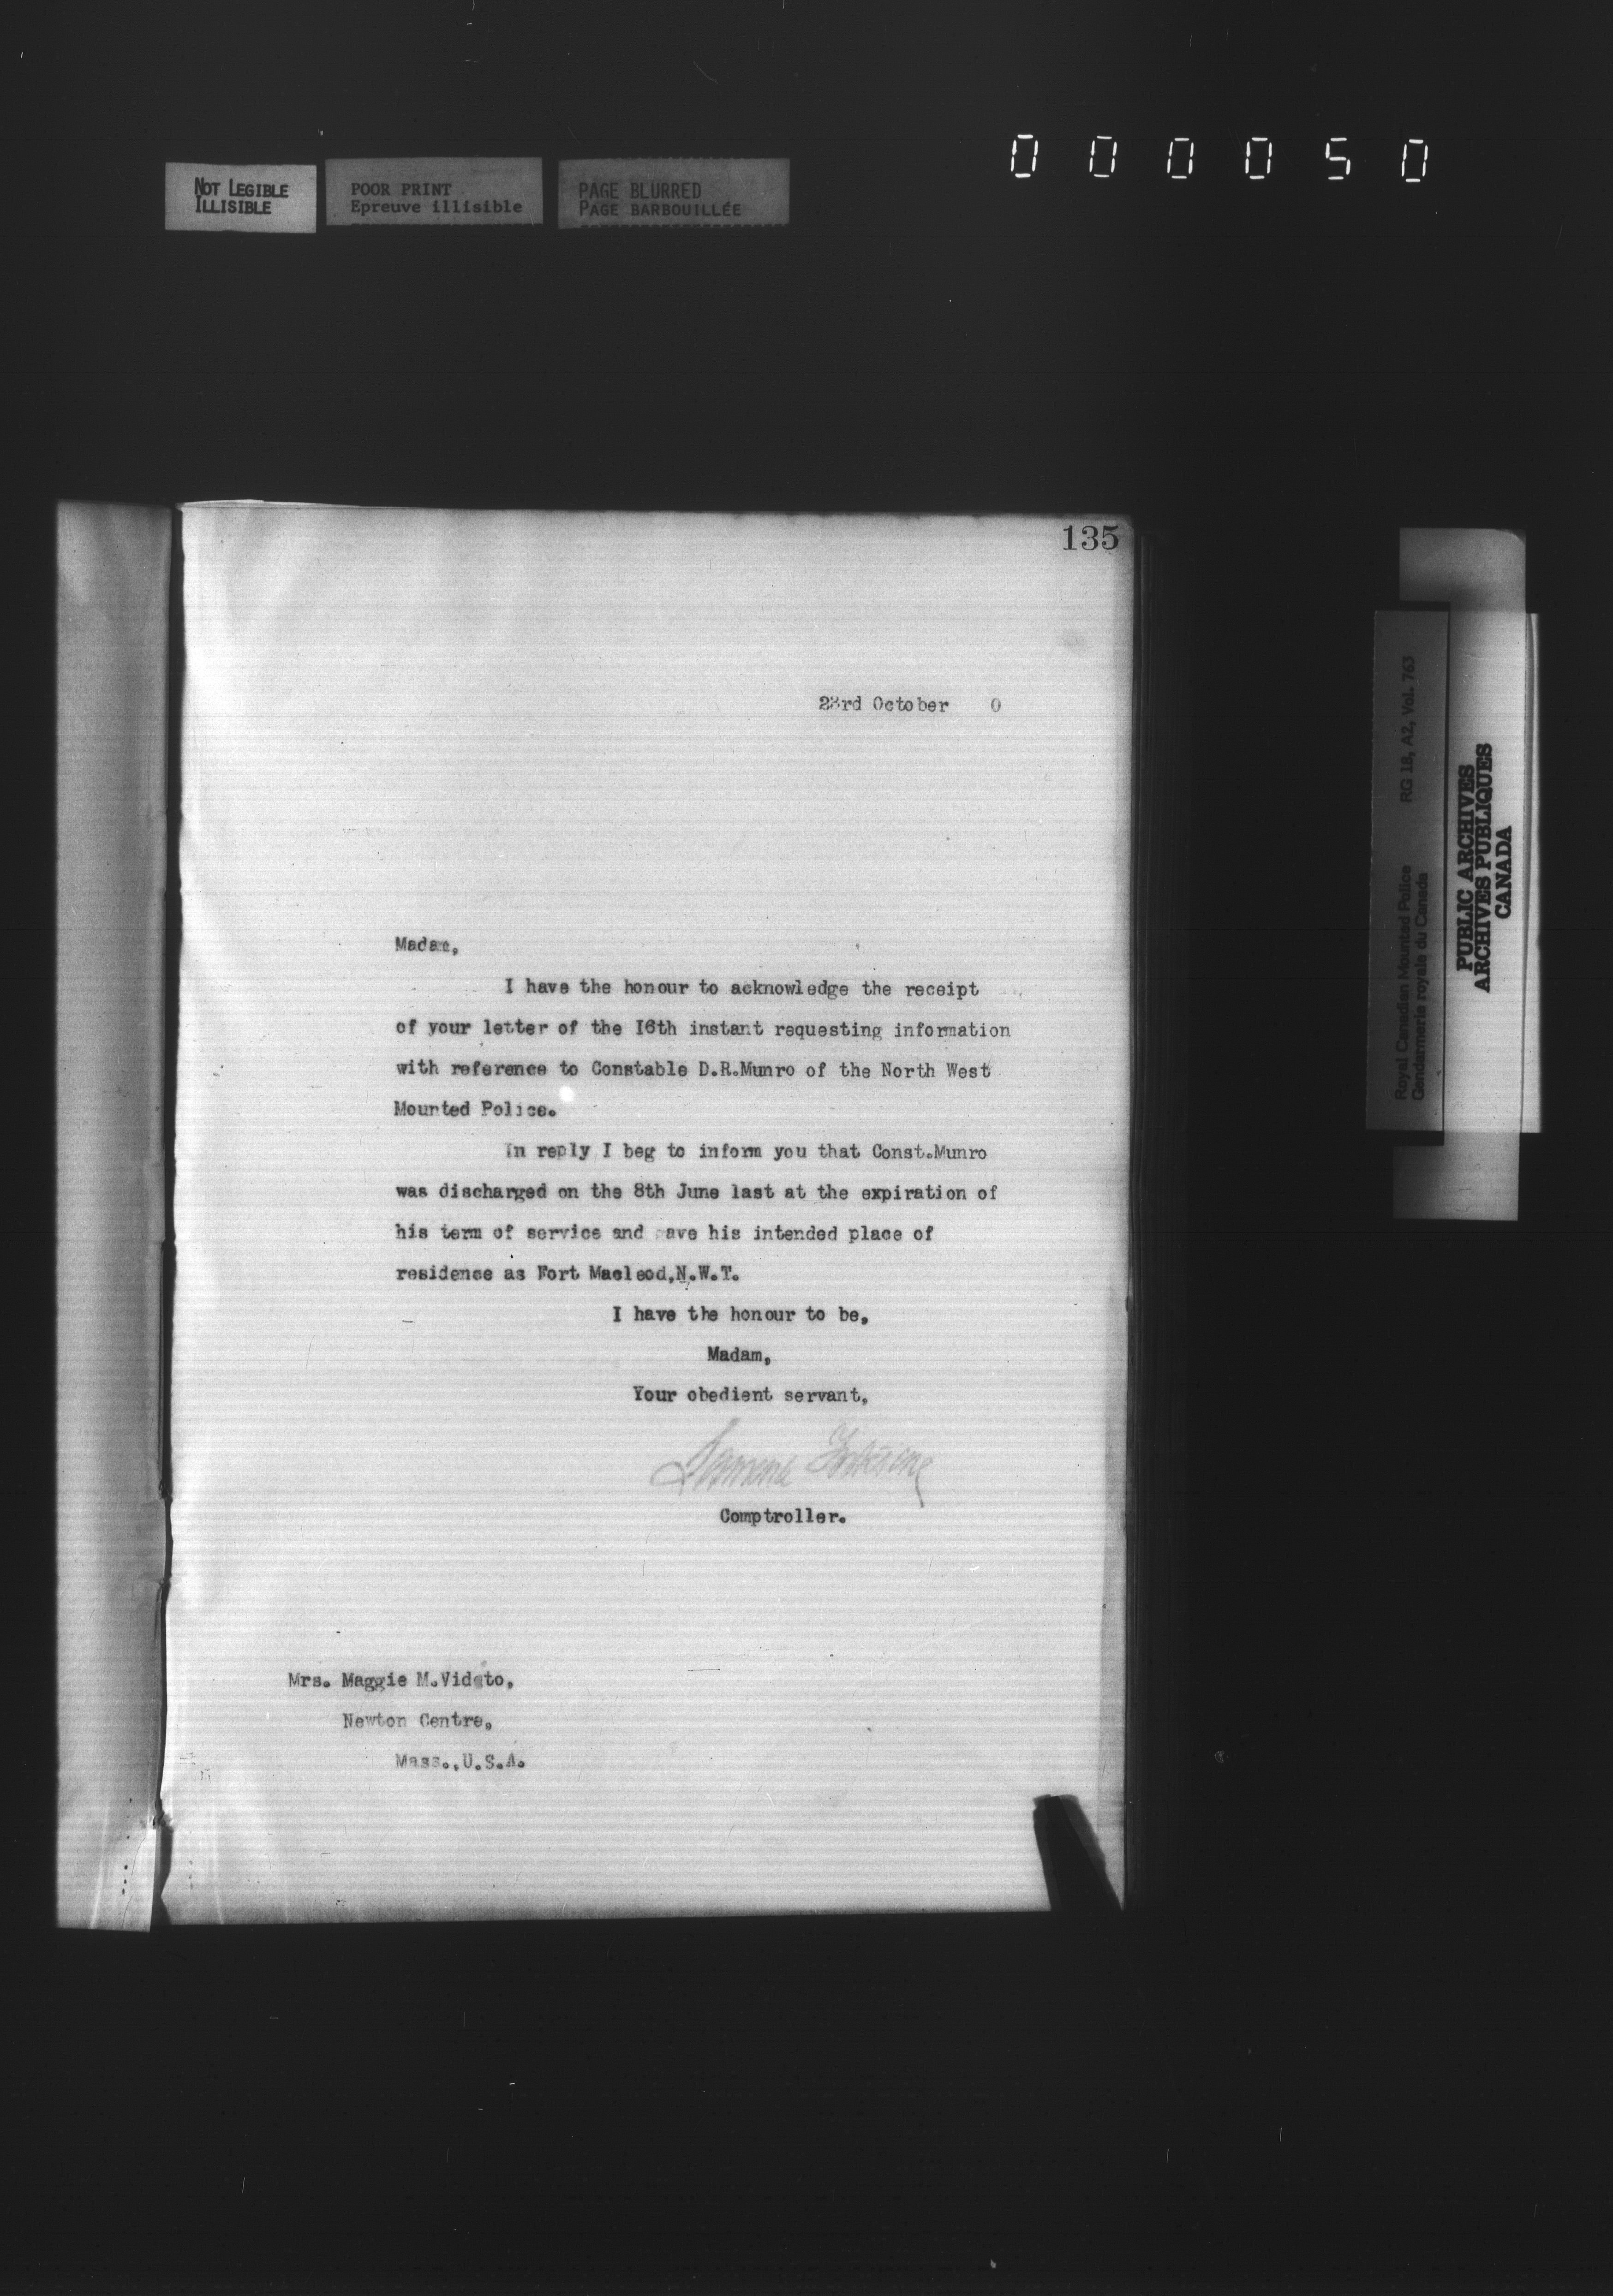 000050
NOT LEGIBLE
ILLISIBLE
POOR PRINT
Epreuve illisible
PAGE BLURRED
PAGE BARBOUILLÉE
135
23rd October 0
Madam,
I have the honour to acknowledge the receipt
of your letter of the 16th instant requesting information
with reference to Constable D.R.Munro of the North West
Mounted Police.
In reply I beg to inform you that Const.Munro
was discharged on the 8th June last at the expiration of
his term of service and ave his intended place of
residence as Fort Macleod,N.W.T.
I have the honour to be,
Madam,
Your obedient servant,
Comptroller.
Mrs. Maggie M.Vidito,
Newton Centre,
Mass.,U.S.A.
Royal Canadian Mounted Police RG 18, A2, Vol. 763
Gendarmerie royale du Canada
PUBLIC ARCHIVES
ARCHIVES PUBLIQUES
CANADA